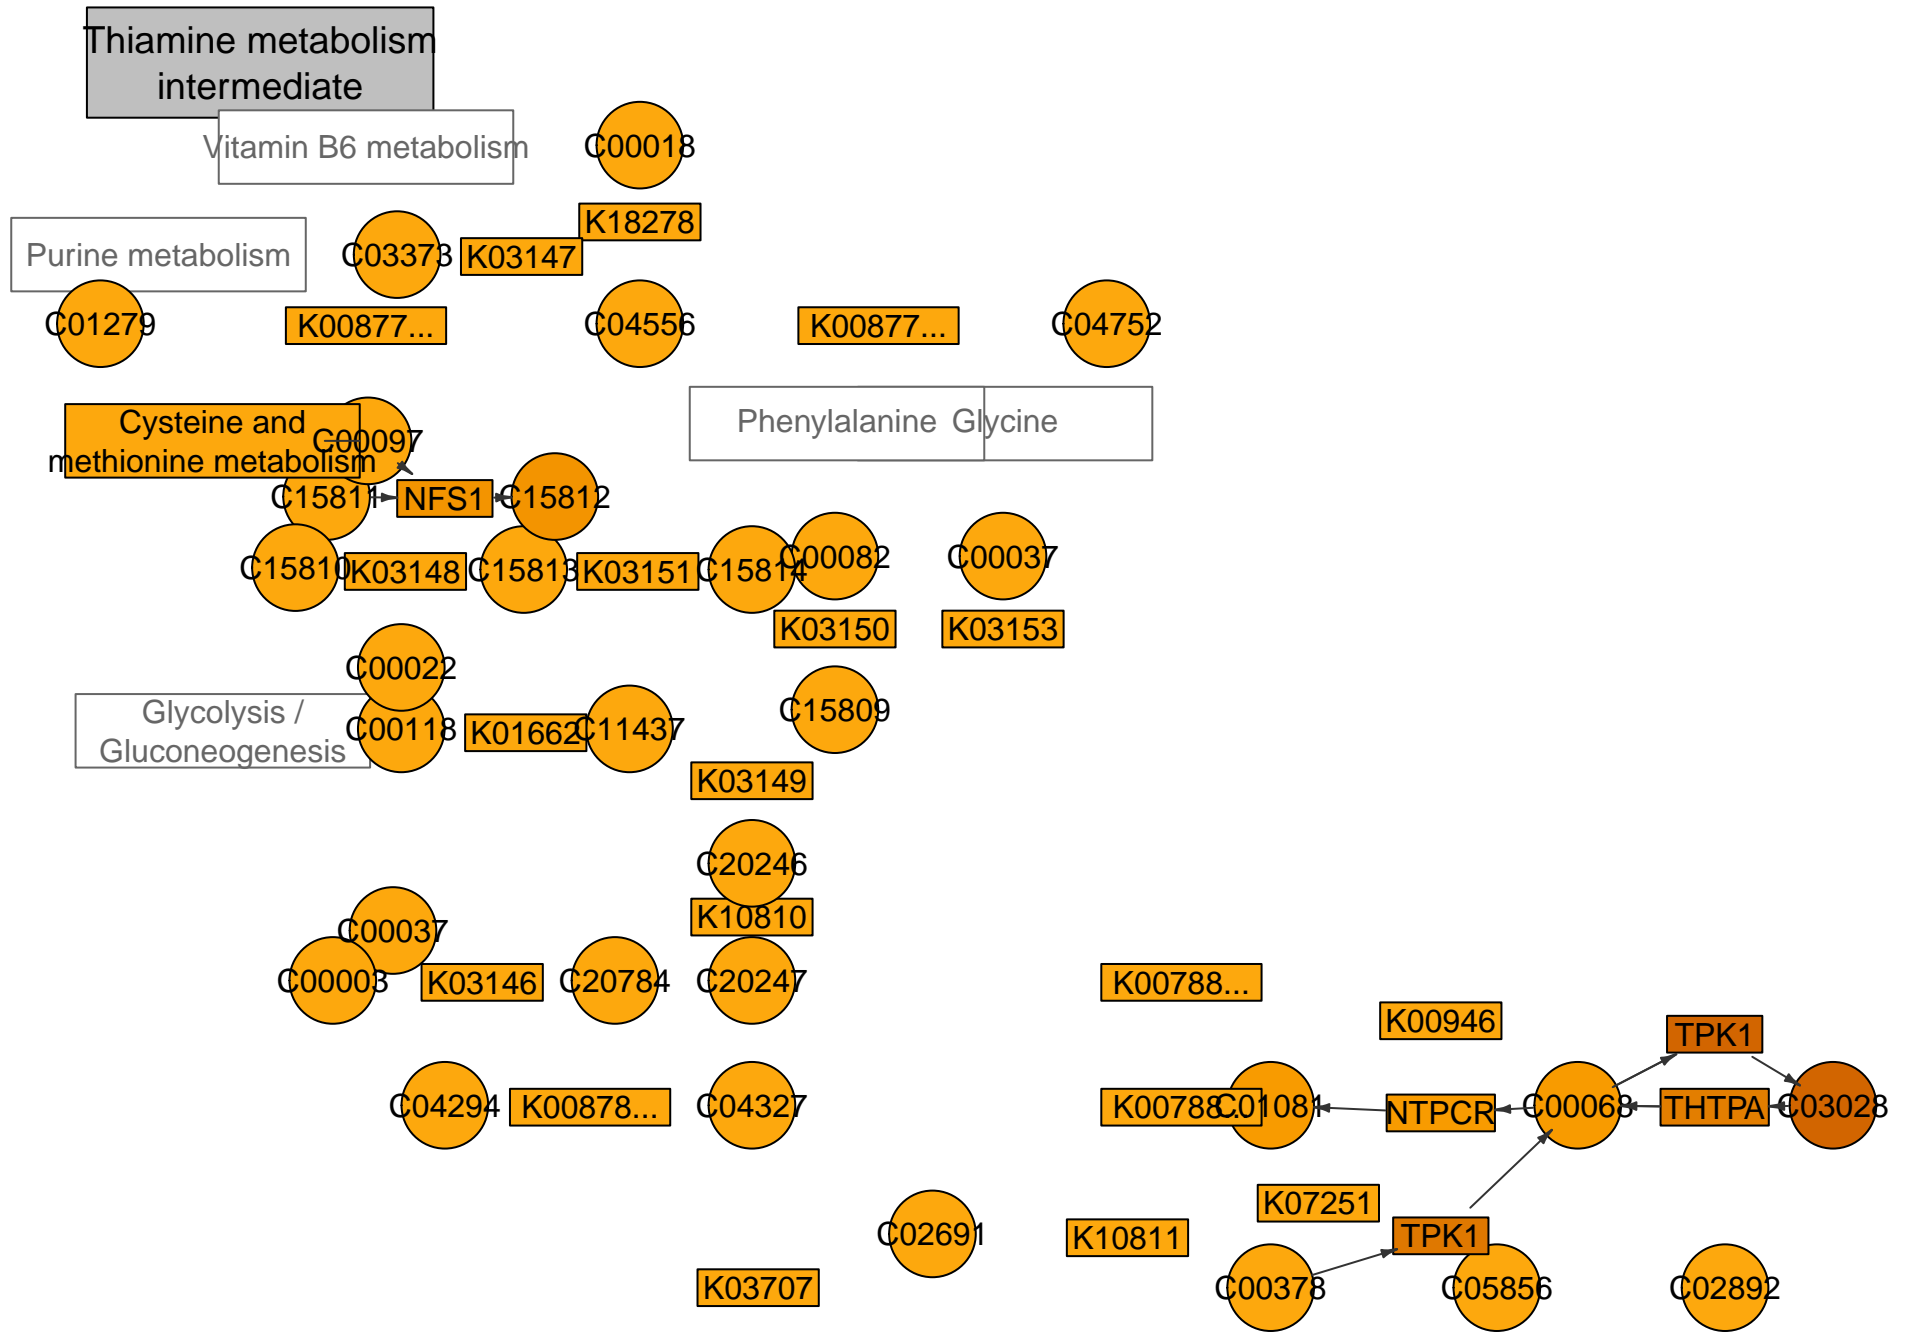 Thiamine metabolism
intermediate
Vitamin B6 metabolism
C00018
K18278
Purine metabolism
C03373
K03147
C01279
K00877...
C04556
K00877...
C04752
Cysteine and
methionine metabolism
C00097
Phenylalanine
Glycine
C15811
NFS1
C15812
C15810
K03148
C15813
K03151
C15814
C00082
C00037
K03150
K03153
C00022
Glycolysis /
Gluconeogenesis
C00118
K01662
C11437
C15809
K03149
C20246
K10810
C00037
C00003
K03146
C20784
C20247
K00788...
K00946
TPK1
C04294
K00878...
C04327
K00788...
C01081
NTPCR
C00068
THTPA
C03028
K07251
C02691
K10811
TPK1
K03707
C00378
C05856
C02892